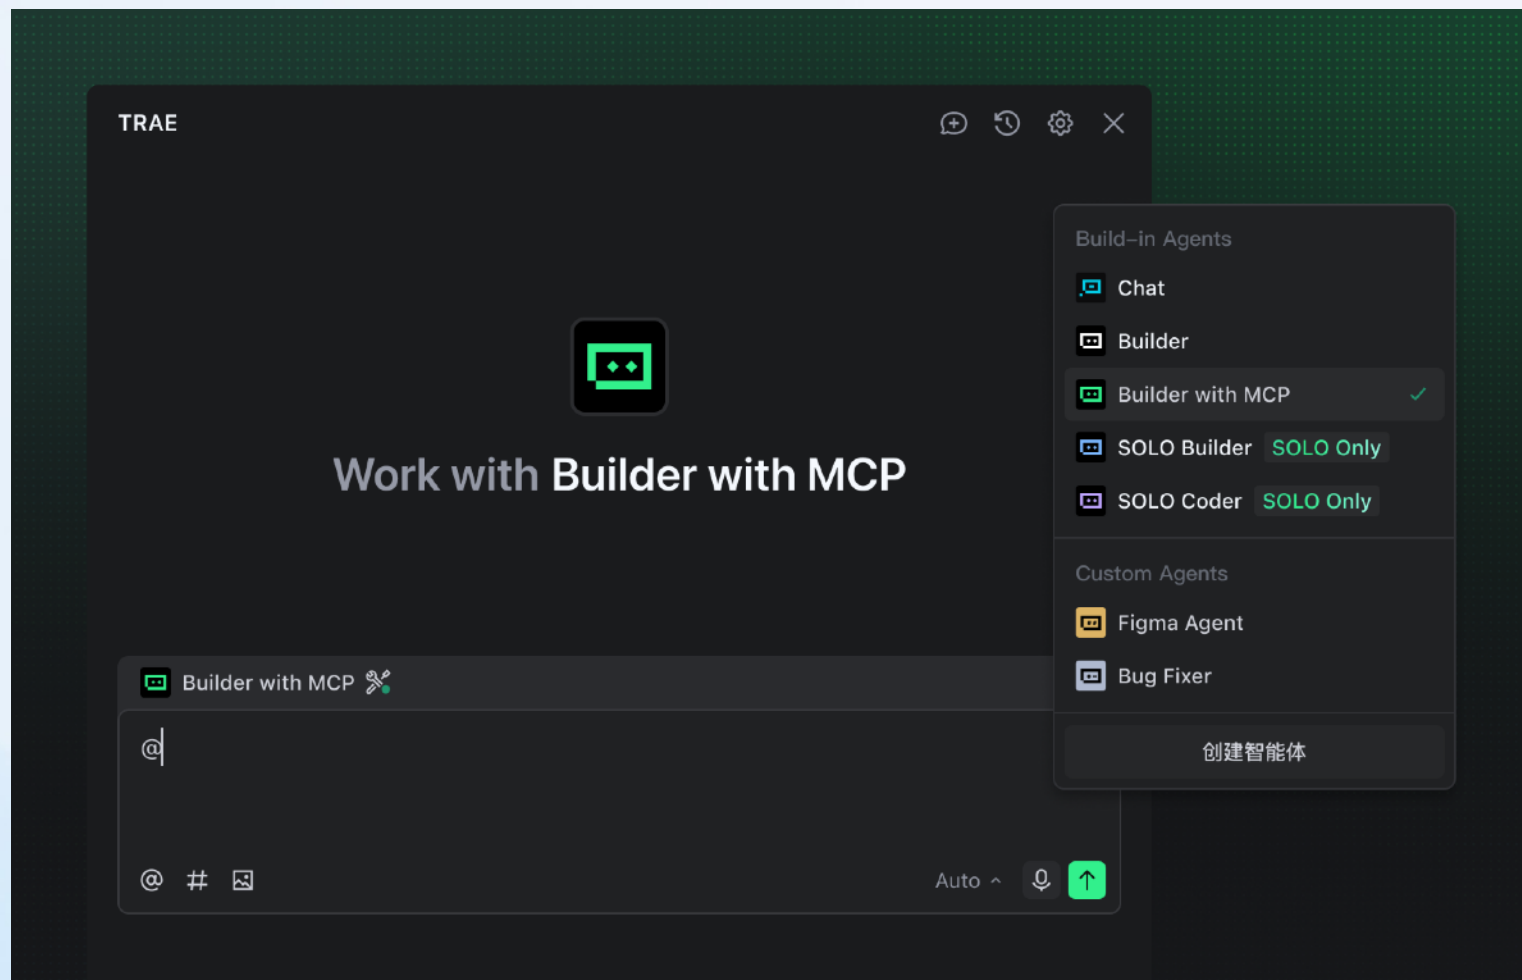 TRAE
Work with Builder with MCP
Builder with MCP
@
@ #
Auto
Build-in Agents
Chat
Builder
Builder with MCP
SOLO Builder SOLO Only
SOLO Coder SOLO Only
Custom Agents
Figma Agent
Bug Fixer
创建智能体